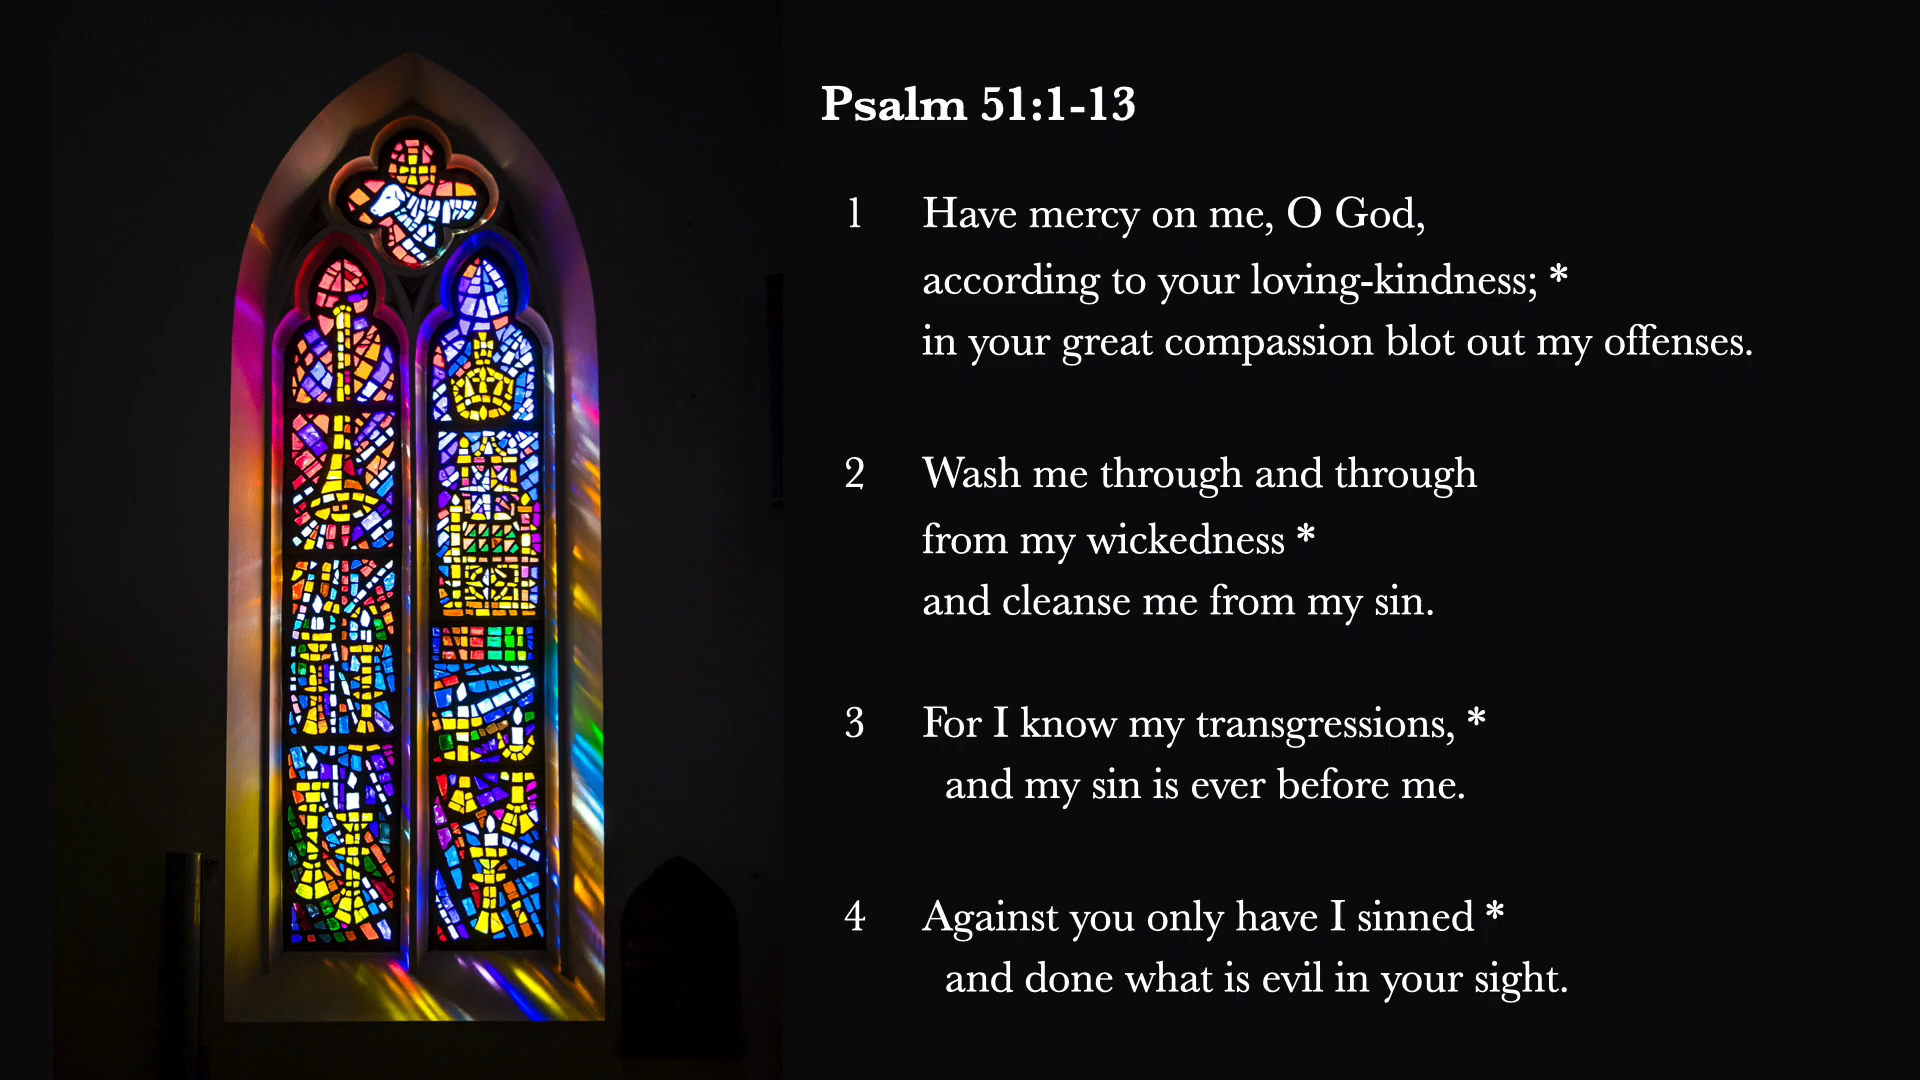 Psalm 51:1-13
1 Have mercy on me, O God,
according to your loving-kindness; *
in your great compassion blot out my offenses.
2 Wash me through and through
from my wickedness *
and cleanse me from my sin.
3 For I know my transgressions, *
and my sin is ever before me.
4 Against you only have I sinned *
and done what is evil in your sight.